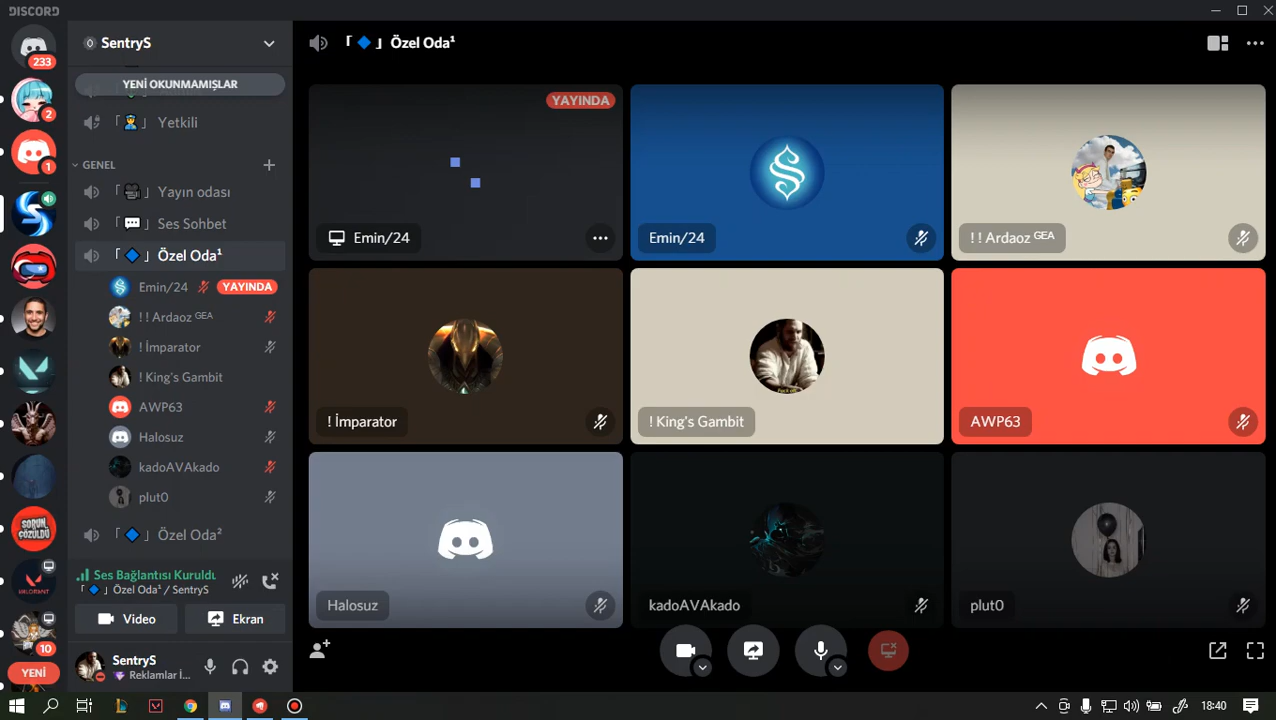 DISCORD
SentryS
「🔷」 Özel Oda¹
233
YENİ OKUNMAMIŞLAR
2
「👮」 Yetkili
1
GENEL
「🎥」 Yayın odası
「💬」 Ses Sohbet
「🔷」 Özel Oda¹
Emin/24 YAYINDA
! ! Ardaoz ᴳᴱᴬ
! İmparator
! King's Gambit
AWP63
Halosuz
kadoAVAkado
plut0
「🔷」 Özel Oda²
SORUN
ÇÖZÜLDÜ
Ses Bağlantısı Kuruldu
「🔷」 Özel Oda¹ / SentryS
VALORANT
Video
Ekran
10
YENİ
SentryS
Reklamlar İ...
YAYINDA
Emin/24
Emin/24
! ! Ardaoz ᴳᴱᴬ
! İmparator
! King's Gambit
AWP63
Halosuz
kadoAVAkado
plut0
18:40